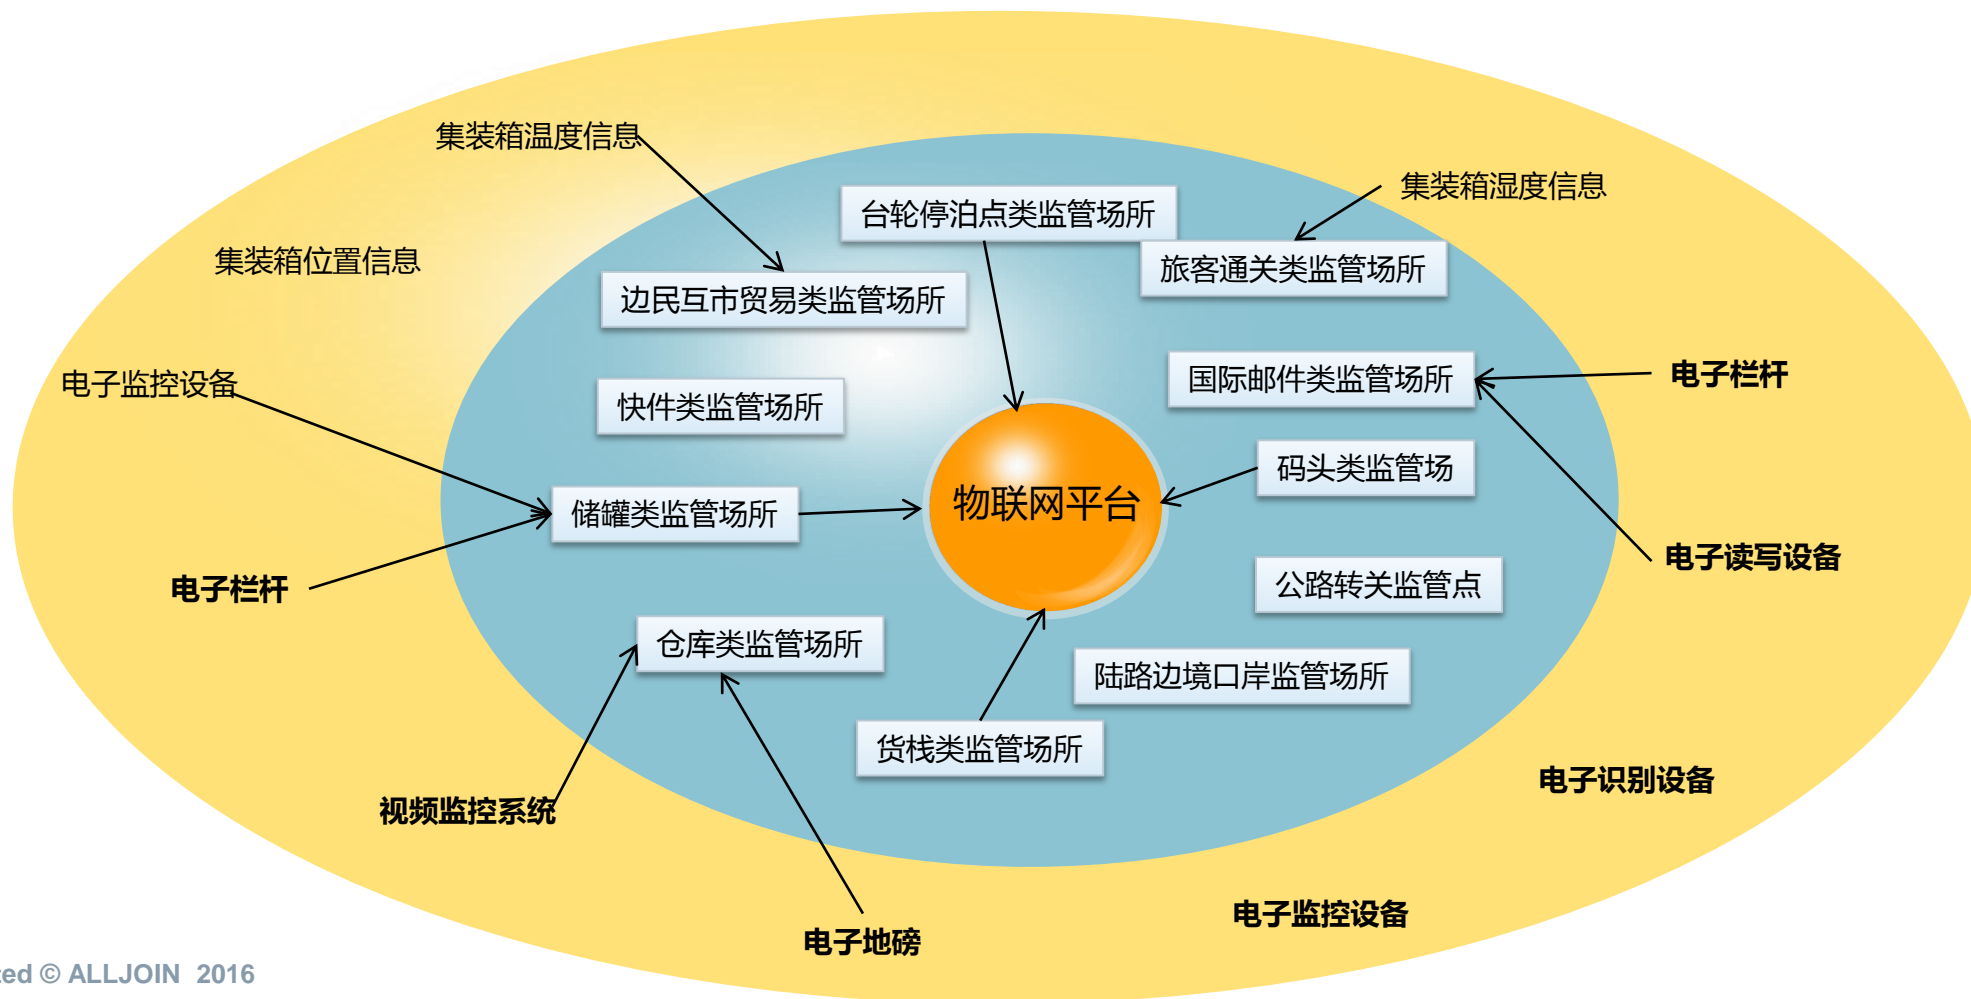 集装箱温度信息
集装箱湿度信息
台轮停泊点类监管场所
集装箱位置信息
旅客通关类监管场所
边民互市贸易类监管场所
电子监控设备
国际邮件类监管场所
电子栏杆
快件类监管场所
码头类监管场
物联网平台
储罐类监管场所
电子读写设备
电子栏杆
公路转关监管点
仓库类监管场所
陆路边境口岸监管场所
货栈类监管场所
电子识别设备
视频监控系统
电子监控设备
电子地磅
ed © ALLJOIN 2016